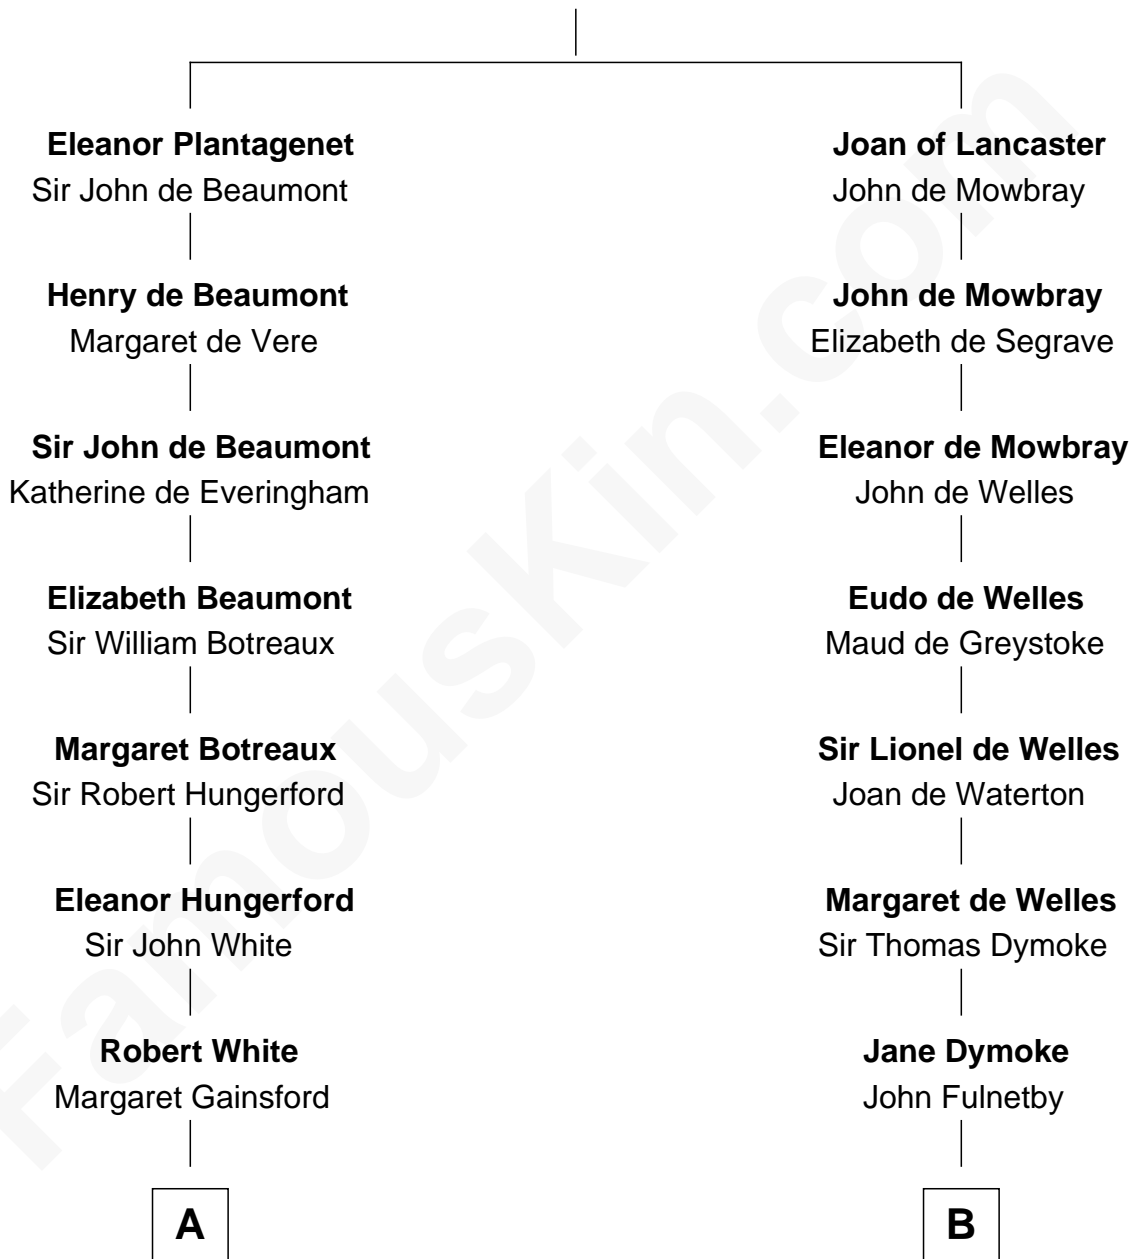 Eleanor Plantagenet
Sir John de Beaumont
Henry de Beaumont
Margaret de Vere
Sir John de Beaumont
Katherine de Everingham
Elizabeth Beaumont
Sir William Botreaux
Margaret Botreaux
Sir Robert Hungerford
Eleanor Hungerford
Sir John White
Robert White
Margaret Gainsford
A
Joan of Lancaster
John de Mowbray
John de Mowbray
Elizabeth de Segrave
Eleanor de Mowbray
John de Welles
Eudo de Welles
Maud de Greystoke
Sir Lionel de Welles
Joan de Waterton
Margaret de Welles
Sir Thomas Dymoke
Jane Dymoke
John Fulnetby
B
FamousKin.com